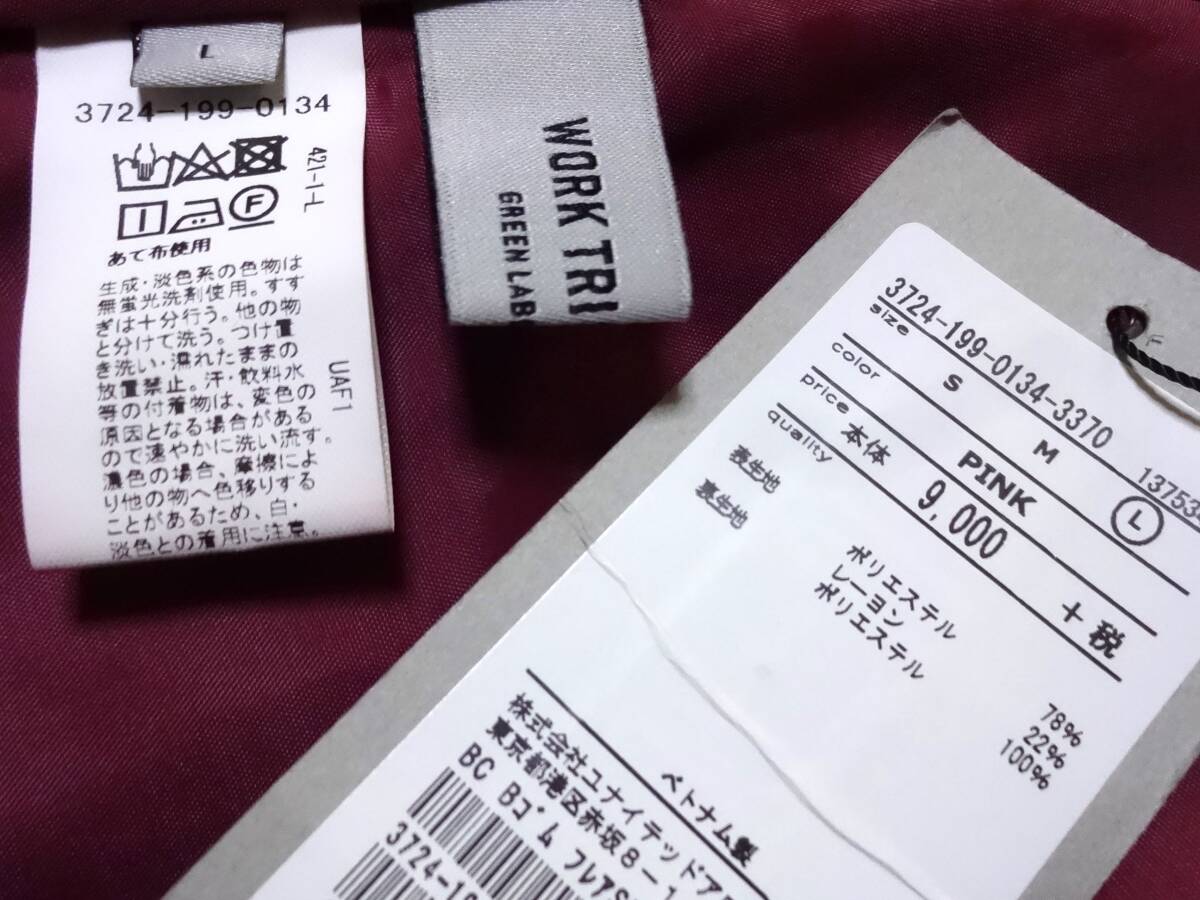 L
3724-199-0134
421-1-L
F
あて布使用
生成・淡色系の色物は
無蛍光洗剤使用。すす
ぎは十分行う。他の物
と分けて洗う。つけ置
き洗い・濡れたままの
放置禁止。汗・飲料水
等の付着物は、変色の
原因となる場合がある
ので速やかに洗い流す。
濃色の場合、摩擦によ
り他の物へ色移りする
ことがあるため、白・
淡色との着用に注意。
UAF1
WORK TRI
GREEN LAB
3724-199-0134-3370
size S M L
color PINK
price 本体 9,000 +税
quality
表生地 ポリエステル 78%
レーヨン 22%
裏生地 ポリエステル 100%
ベトナム製
株式会社ユナイテッドア
東京都港区赤坂8-1
BC Bゴム フレアS
3724-19